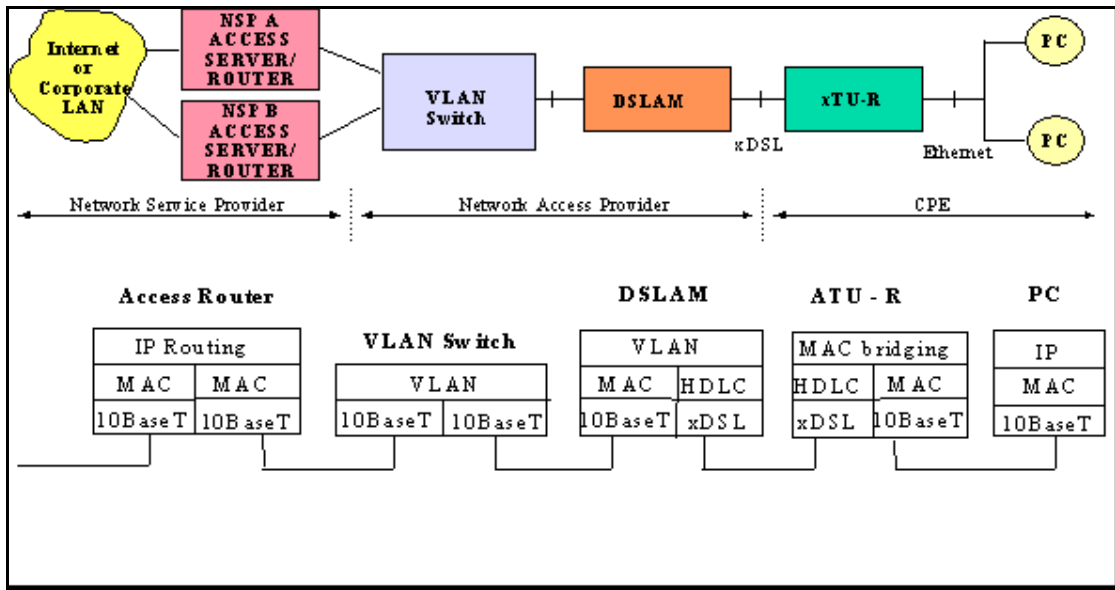 Internet
or
Corporate
LAN
NSP A
ACCESS
SERVER/
ROUTER
NSP B
ACCESS
SERVER/
ROUTER
VLAN
Switch
DSLAM
xDSL
xTU-R
Ethernet
PC
PC
Network Service Provider
Network Access Provider
CPE
Access Router
IP Routing
MAC MAC
10BaseT 10BaseT
VLAN Switch
VLAN
10BaseT 10BaseT
DSLAM
VLAN
MAC HDLC
10BaseT xDSL
ATU - R
MAC bridging
HDLC MAC
xDSL 10BaseT
PC
IP
MAC
10BaseT